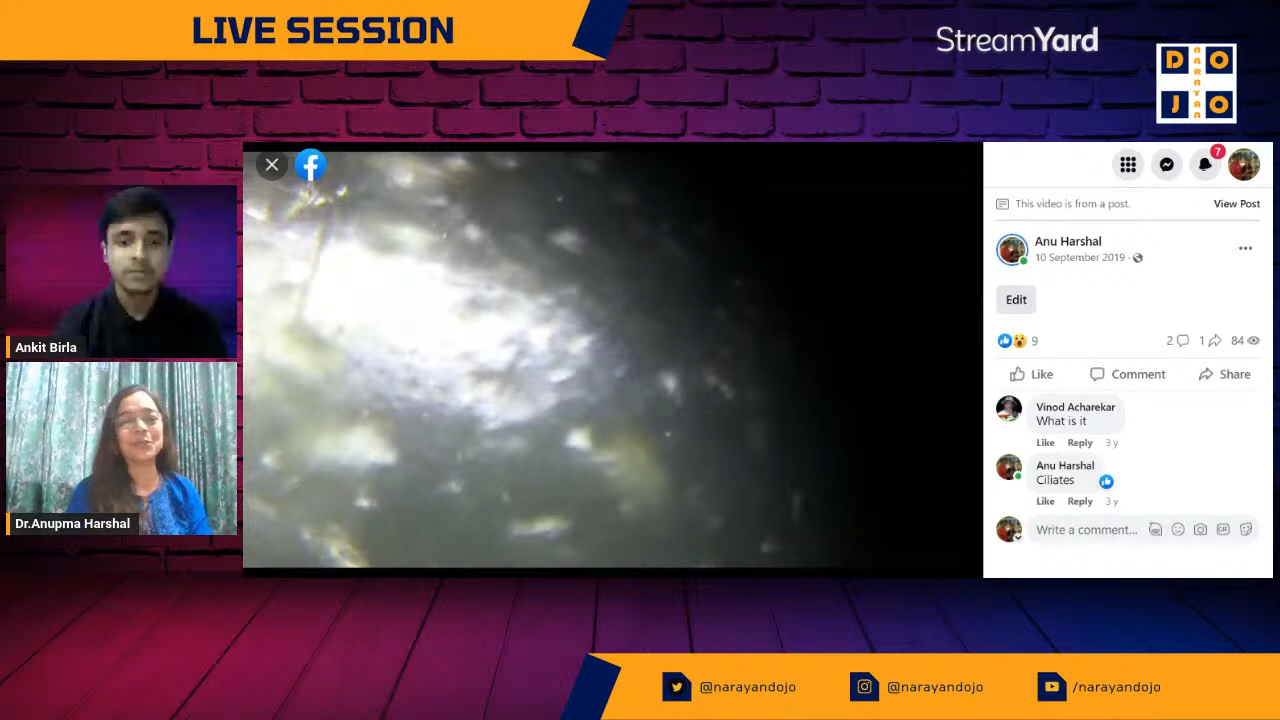 LIVE SESSION
StreamYard
D O
NARAYAN
J O
7
This video is from a post.
View Post
Anu Harshal
10 September 2019
Edit
9
2
1
84
Like
Comment
Share
Vinod Acharekar
What is it
Like Reply 3 y
Anu Harshal
Ciliates
Like Reply 3 y
Write a comment...
GIF
Ankit Birla
Dr.Anupma Harshal
@narayandojo
@narayandojo
/narayandojo